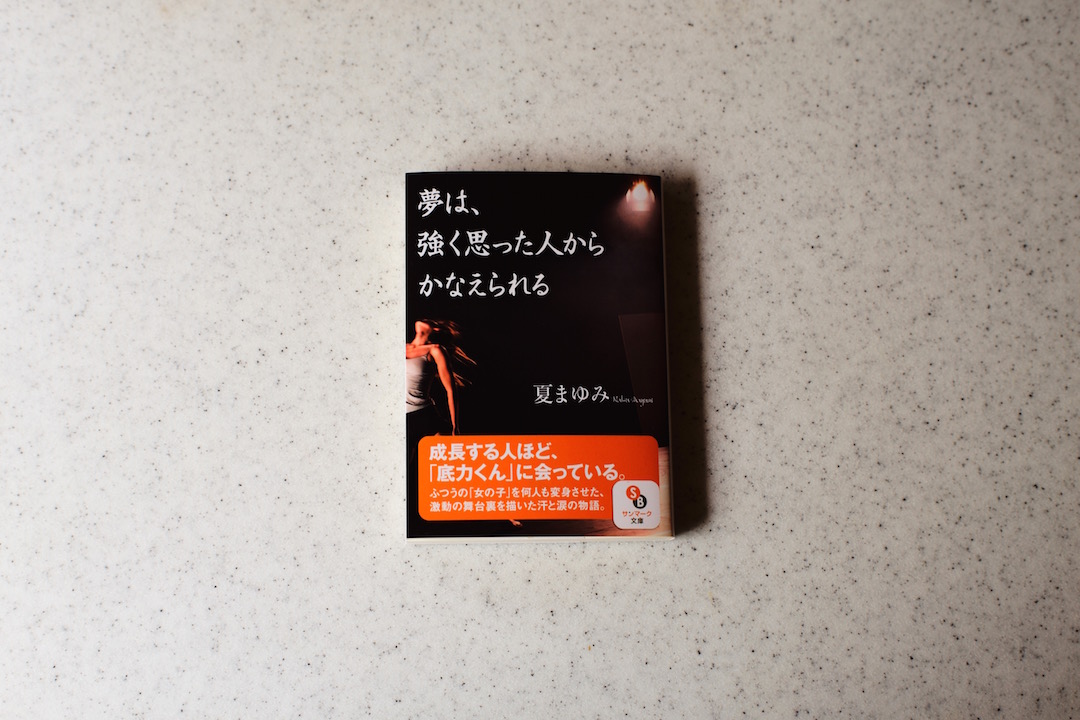 夢は、
強く思った人から
かなえられる
夏まゆみ
成長する人ほど、
「底力くん」に会っている。
ふつうの「女の子」を何人も変身させた、
激動の舞台裏を描いた汗と涙の物語。
S
B
サンマーク
文庫